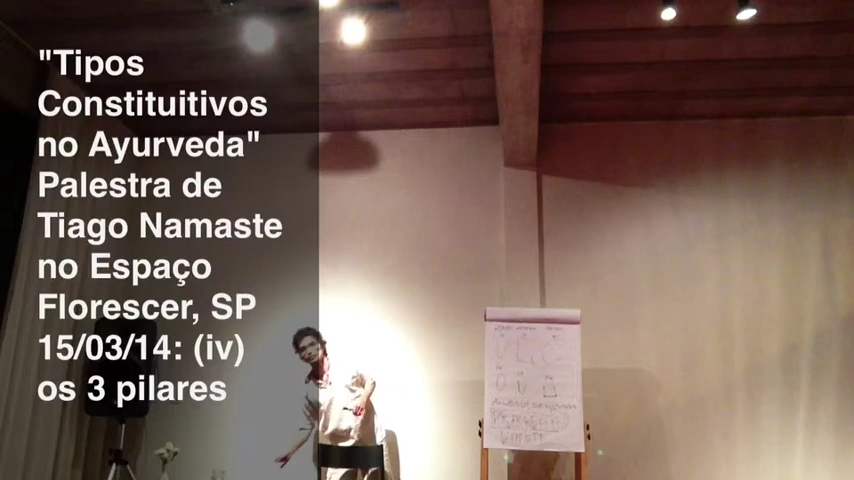 "Tipos
Constituitivos
no Ayurveda"
Palestra de
Tiago Namaste
no Espaço
Florescer, SP
15/03/14: (iv)
os 3 pilares